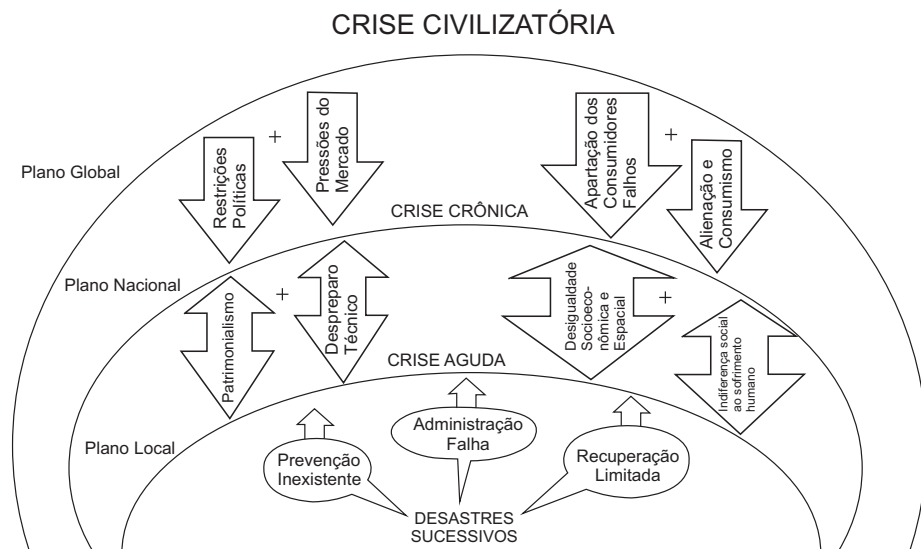 CRISE CIVILIZATÓRIA
Plano Global
Restrições
Políticas
+
Pressões do
Mercado
Apartação dos
Consumidores
Falhos
+
Alienação e
Consumismo
CRISE CRÔNICA
Plano Nacional
Patrimonialismo
+
Despreparo
Técnico
Desigualdade
Socioeco-
nômica e
Espacial
+
Indiferença social
ao sofrimento
humano
CRISE AGUDA
Plano Local
Prevenção
Inexistente
Administração
Falha
Recuperação
Limitada
DESASTRES
SUCESSIVOS